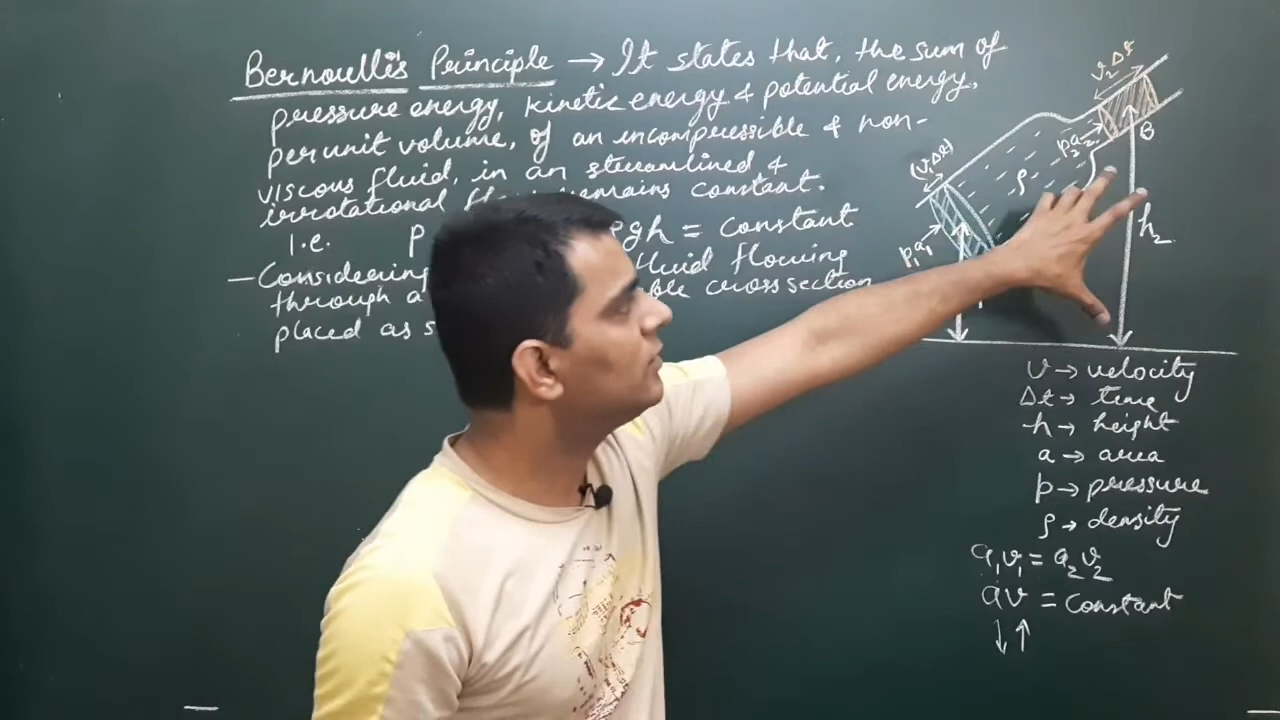 Bernoulli's Principle → It states that, the sum of
pressure energy, kinetic energy & potential energy,
per unit volume, of an incompressible & non-
viscous fluid, in an streamlined &
irrotational remains constant.
i.e. P ρgh = constant
– Considering fluid flowing
through a cross section
placed as
(v₁Δt)
p₁a₁
ρ
v₂Δt
p₂a₂
B
h₂
v → velocity
Δt → time
h → height
a → area
p → pressure
ρ → density
a₁v₁ = a₂v₂
av = constant
↓↑